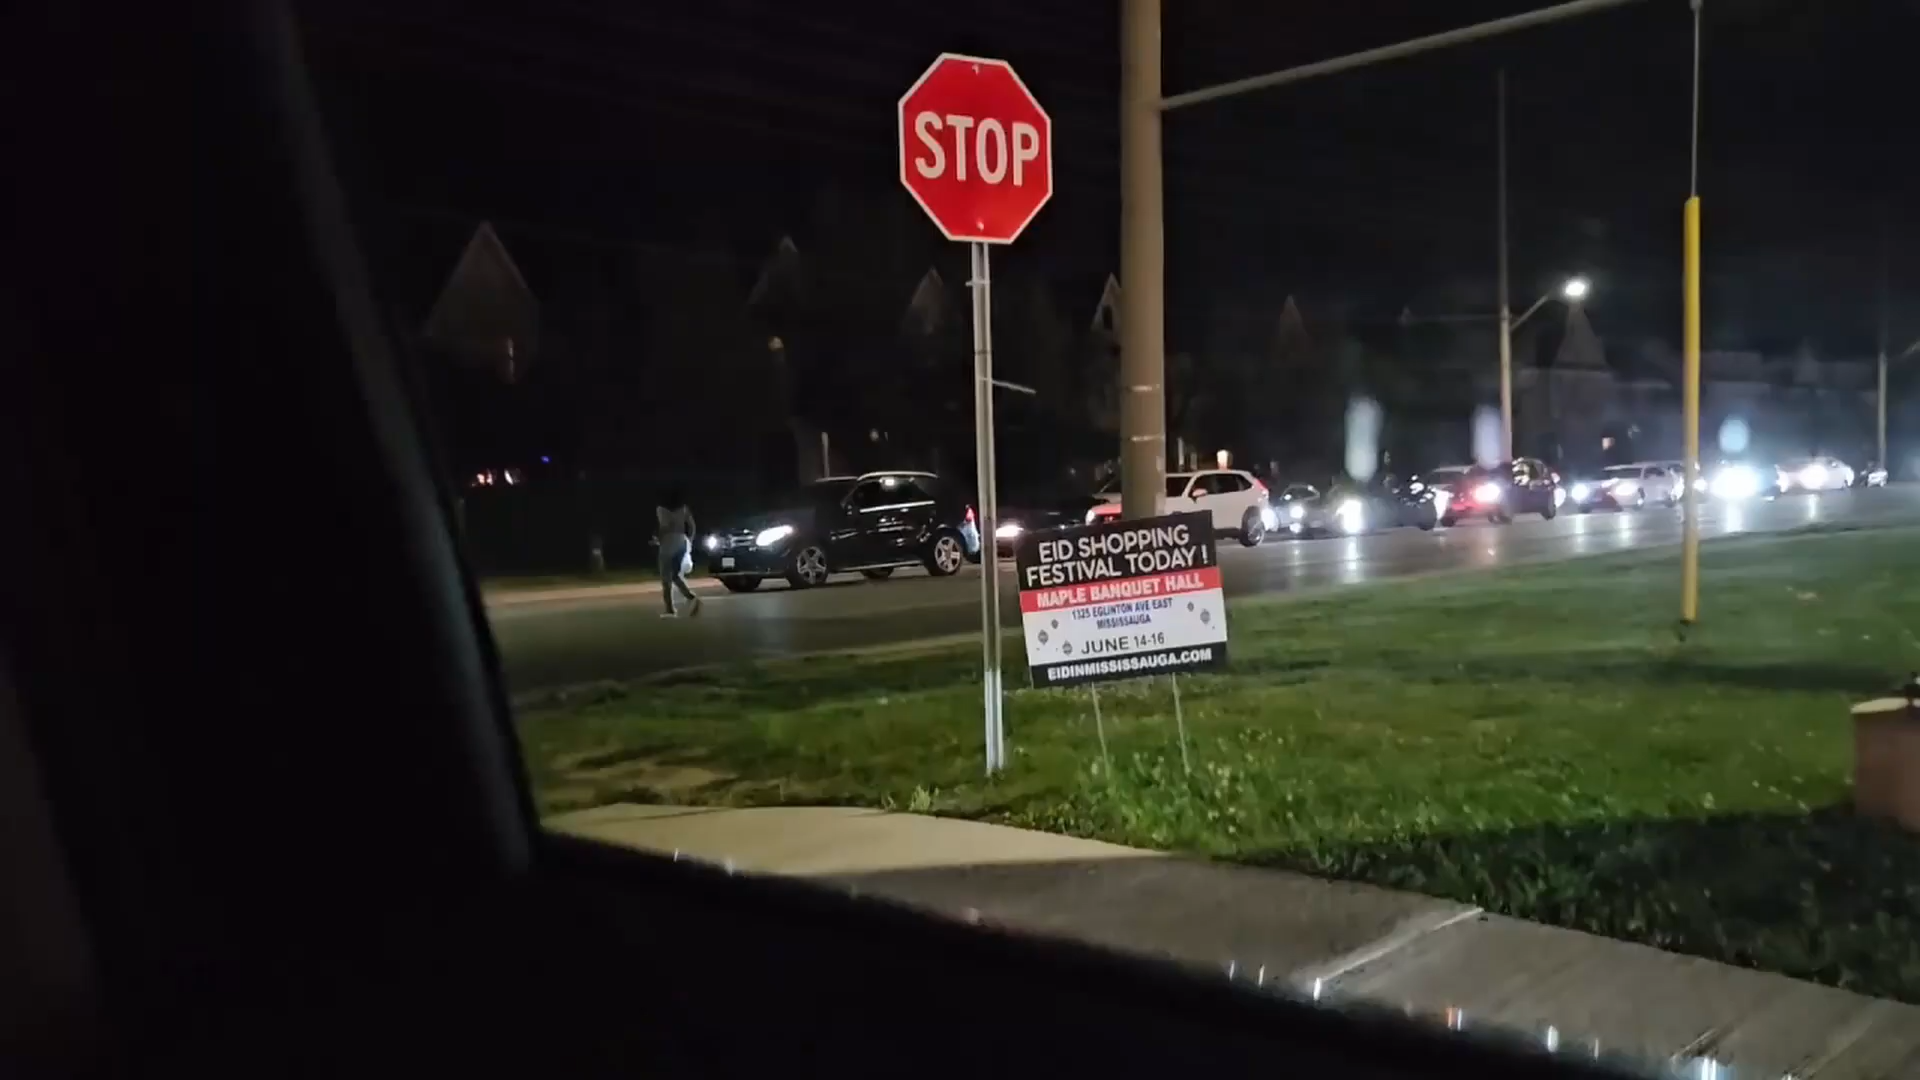 STOP
EID SHOPPING
FESTIVAL TODAY!
MAPLE BANQUET HALL
1325 EGLINTON AVE EAST
MISSISSAUGA
JUNE 14-16
EIDINMISSISSAUGA.COM